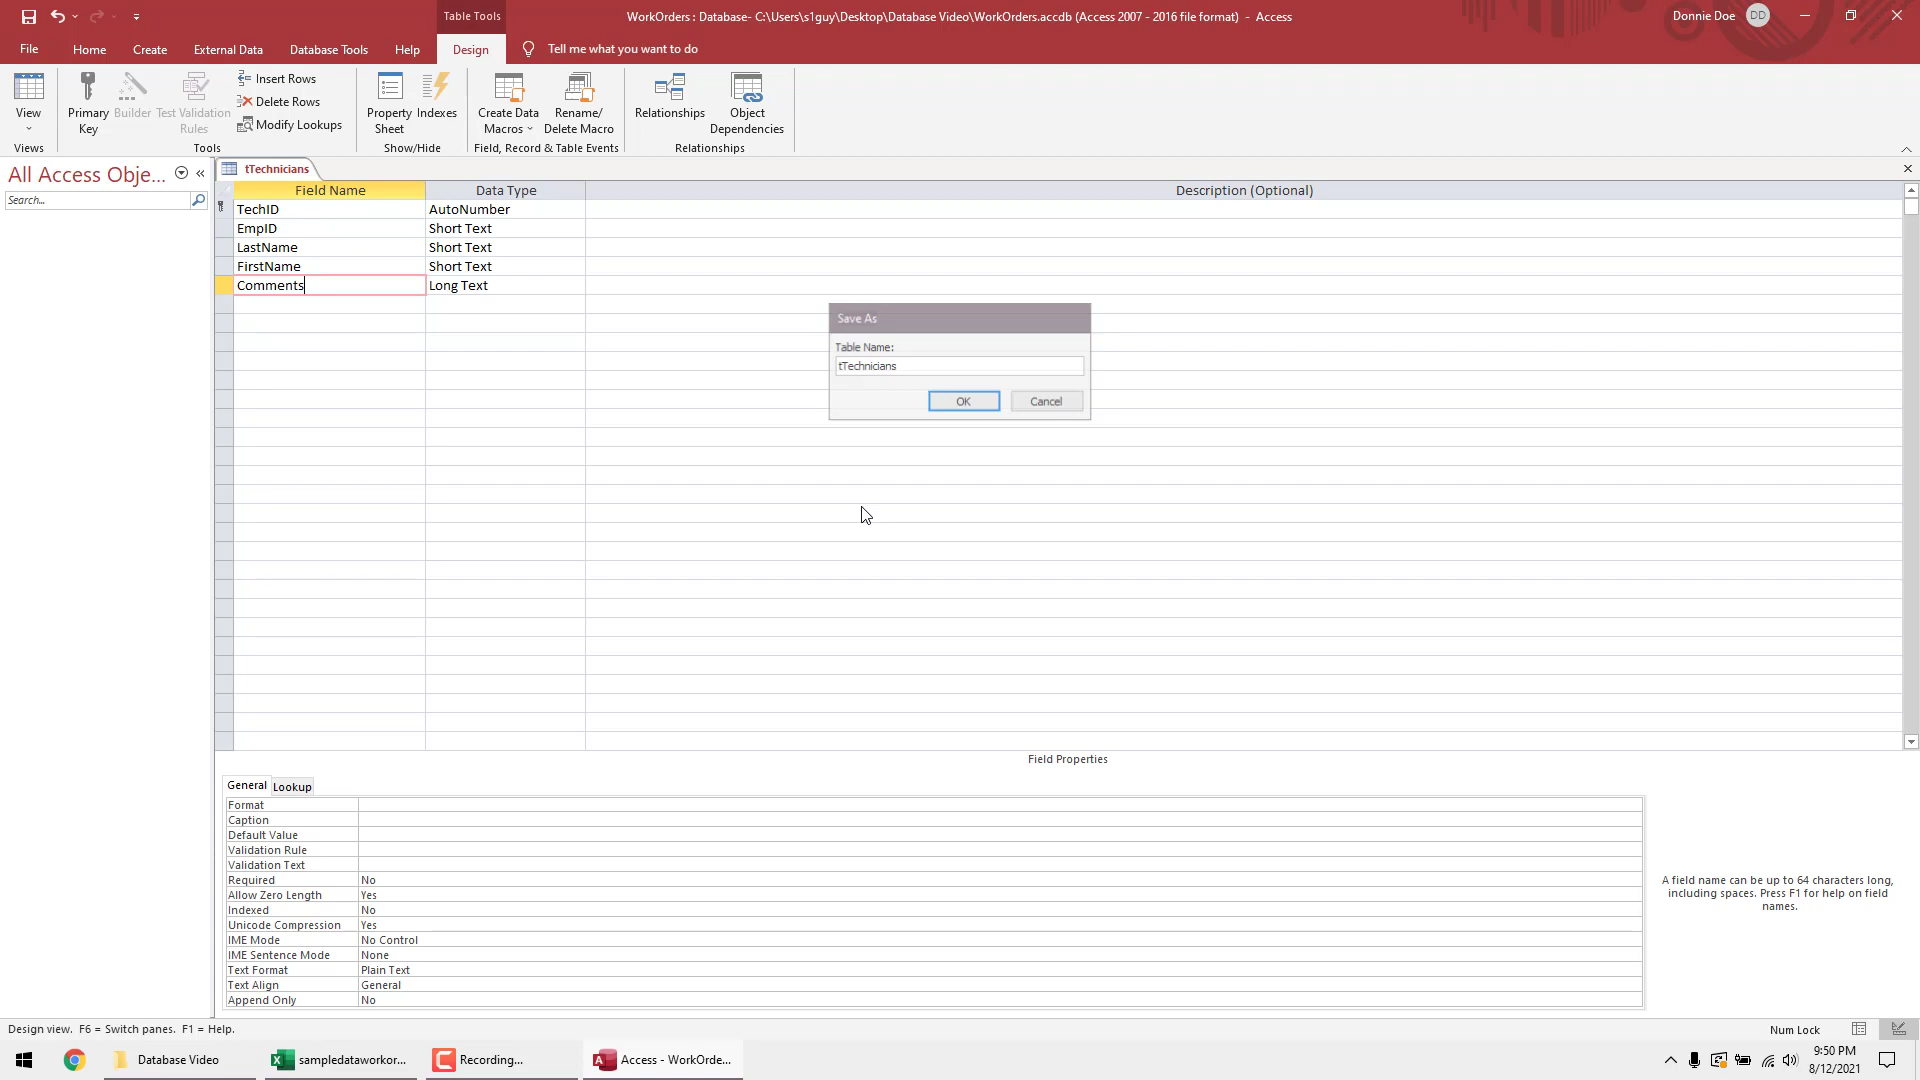 Table Tools
WorkOrders : Database- C:\Users\s1guy\Desktop\Database Video\WorkOrders.accdb (Access 2007 - 2016 file format) - Access
Donnie Doe DD
File Home Create External Data Database Tools Help Design Tell me what you want to do
View
Primary Key
Builder
Test Validation Rules
Insert Rows
Delete Rows
Modify Lookups
Property Sheet
Indexes
Create Data Macros
Rename/ Delete Macro
Relationships
Object Dependencies
Views Tools Show/Hide Field, Record & Table Events Relationships
All Access Obje...
Search...
tTechnicians
Field Name Data Type Description (Optional)
TechID AutoNumber
EmpID Short Text
LastName Short Text
FirstName Short Text
Comments Long Text
Save As
Table Name:
tTechnicians
OK Cancel
Field Properties
General Lookup
Format
Caption
Default Value
Validation Rule
Validation Text
Required No
Allow Zero Length Yes
Indexed No
Unicode Compression Yes
IME Mode No Control
IME Sentence Mode None
Text Format Plain Text
Text Align General
Append Only No
A field name can be up to 64 characters long,
including spaces. Press F1 for help on field
names.
Design view. F6 = Switch panes. F1 = Help.
Num Lock
Database Video
sampledataworkor...
Recording...
Access - WorkOrde...
9:50 PM
8/12/2021